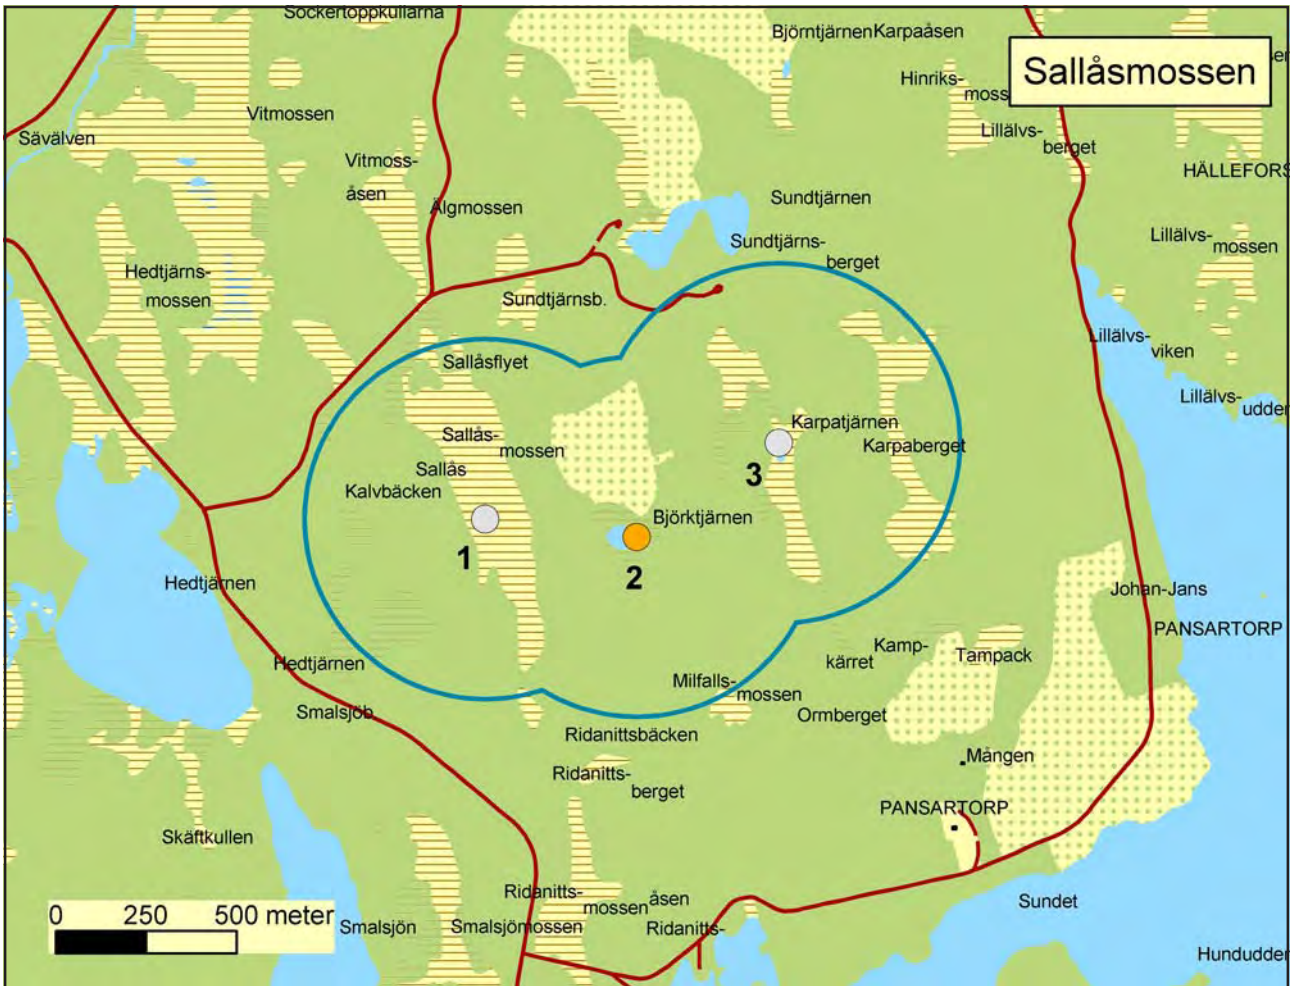 Sockertoppkullarna
BjörntjärnenKarpaåsen
Sallåsmossen
Hinriks-
moss
Vitmossen
Sävälven
Lillälvs-
berget
Vitmoss-
åsen
HÄLLEFORS
Älgmossen
Sundtjärnen
Sundtjärns-
berget
Lillälvs-
mossen
Hedtjärns-
mossen
Sundtjärnsb.
Lillälvs-
viken
Sallåsflyet
Lillälvs-
udden
Karpatjärnen
Sallås-
mossen
Karpaberget
Sallås
3
Kalvbäcken
Björktjärnen
1
2
Hedtjärnen
Johan-Jans
PANSARTORP
Kamp-
kärret
Tampack
Hedtjärnen
Milfalls-
mossen
Smalsjöb
Ormberget
Ridanittsbäcken
Mången
Ridanitts-
berget
PANSARTORP
Skäftkullen
Ridanitts-
mossen
åsen
Ridanitts-
Sundet
0 250 500 meter
Smalsjön
Smalsjömossen
Hundudden